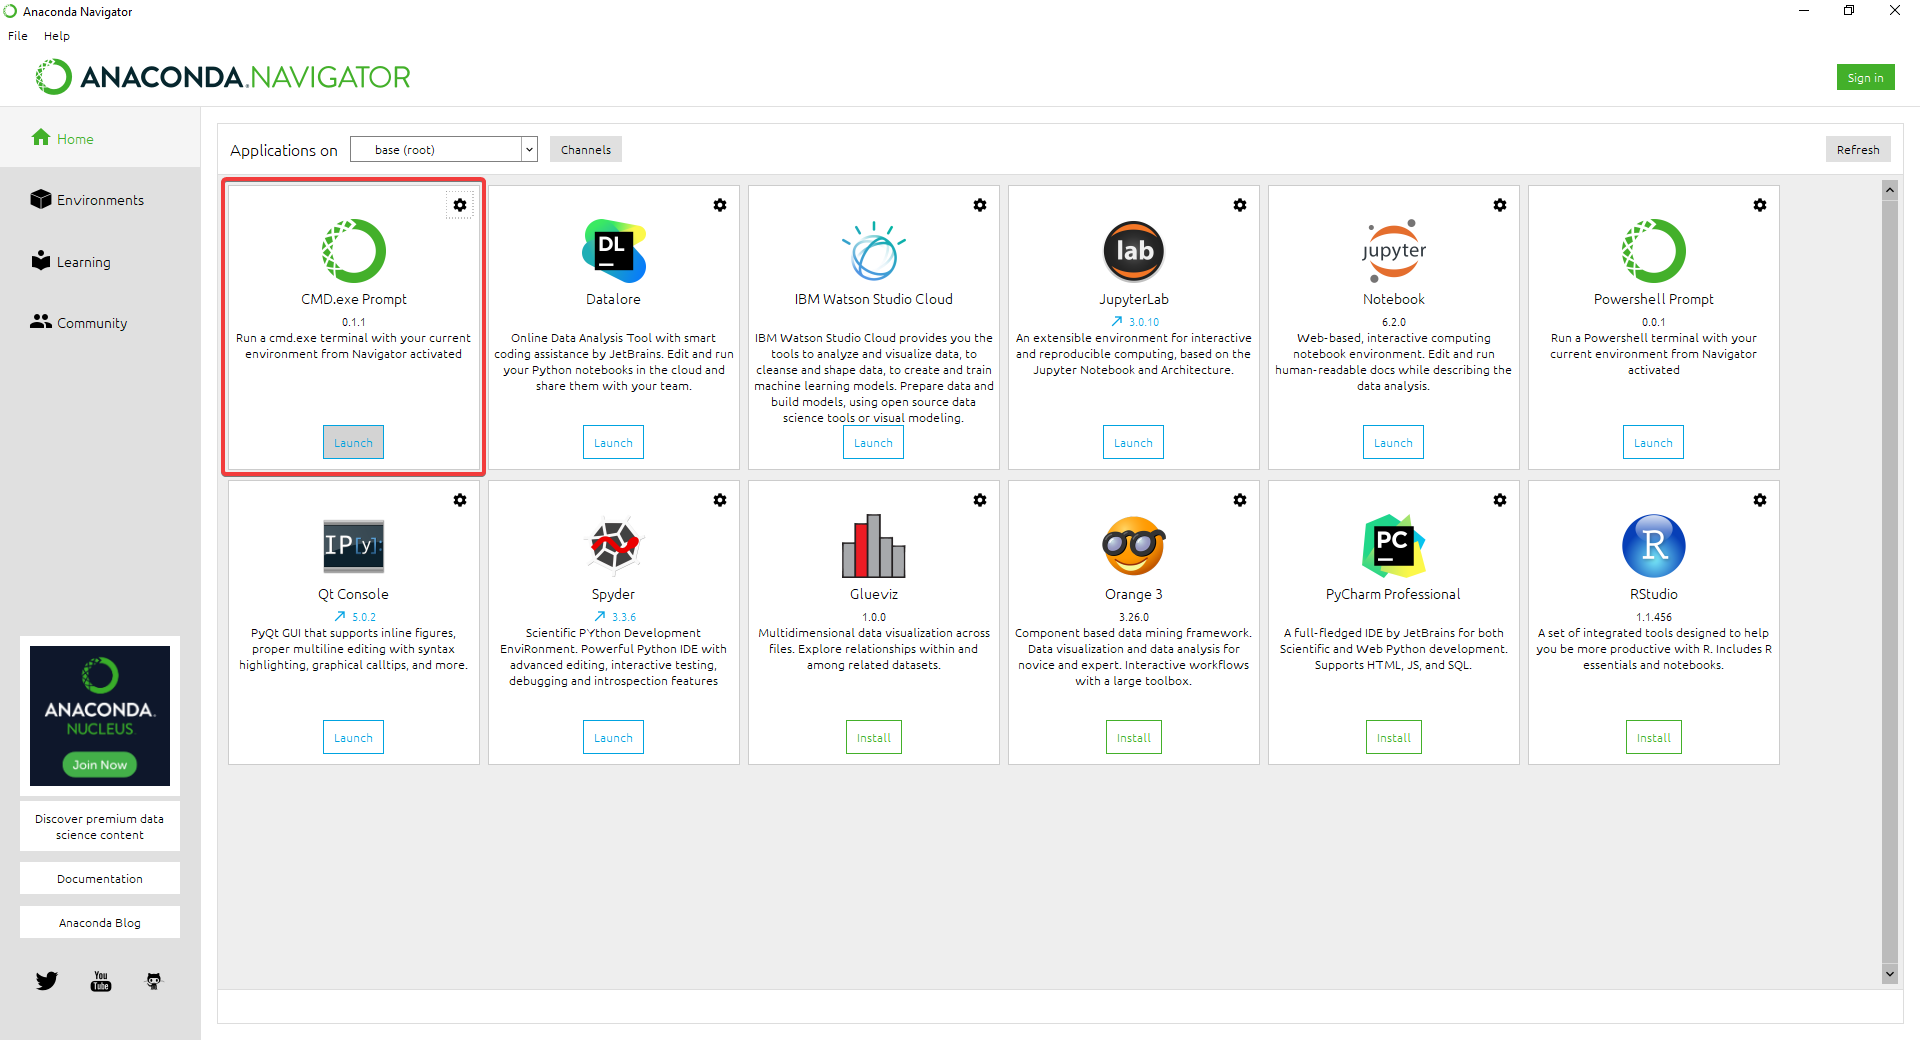 Anaconda Navigator
File Help
ANACONDA.NAVIGATOR
Sign in
Home
Environments
Learning
Community
ANACONDA.
NUCLEUS
Join Now
Discover premium data
science content
Documentation
Anaconda Blog
You
Tube
Applications on base (root) Channels Refresh
CMD.exe Prompt
0.1.1
Run a cmd.exe terminal with your current
environment from Navigator activated
Launch
DL
Datalore
Online Data Analysis Tool with smart
coding assistance by JetBrains. Edit and run
your Python notebooks in the cloud and
share them with your team.
Launch
IBM Watson Studio Cloud
IBM Watson Studio Cloud provides you the
tools to analyze and visualize data, to
cleanse and shape data, to create and train
machine learning models. Prepare data and
build models, using open source data
science tools or visual modeling.
Launch
lab
JupyterLab
3.0.10
An extensible environment for interactive
and reproducible computing, based on the
Jupyter Notebook and Architecture.
Launch
jupyter
Notebook
6.2.0
Web-based, interactive computing
notebook environment. Edit and run
human-readable docs while describing the
data analysis.
Launch
Powershell Prompt
0.0.1
Run a Powershell terminal with your
current environment from Navigator
activated
Launch
IP[y]:
Qt Console
5.0.2
PyQt GUI that supports inline figures,
proper multiline editing with syntax
highlighting, graphical calltips, and more.
Launch
Spyder
3.3.6
Scientific PYthon Development
EnviRonment. Powerful Python IDE with
advanced editing, interactive testing,
debugging and introspection features
Launch
Glueviz
1.0.0
Multidimensional data visualization across
files. Explore relationships within and
among related datasets.
Install
Orange 3
3.26.0
Component based data mining framework.
Data visualization and data analysis for
novice and expert. Interactive workflows
with a large toolbox.
Install
PC
PyCharm Professional
A full-fledged IDE by JetBrains for both
Scientific and Web Python development.
Supports HTML, JS, and SQL.
Install
R
RStudio
1.1.456
A set of integrated tools designed to help
you be more productive with R. Includes R
essentials and notebooks.
Install